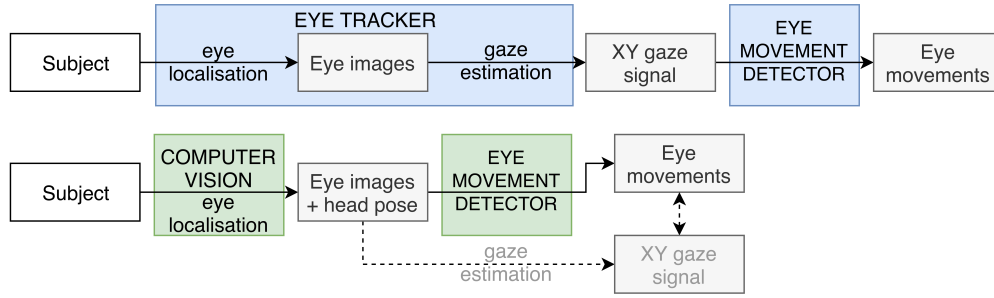 EYE TRACKER
Subject
eye
localisation
Eye images
gaze
estimation
XY gaze
signal
EYE
MOVEMENT
DETECTOR
Eye
movements
Subject
COMPUTER
VISION
eye
localisation
Eye images
+ head pose
EYE
MOVEMENT
DETECTOR
Eye
movements
gaze
estimation
XY gaze
signal